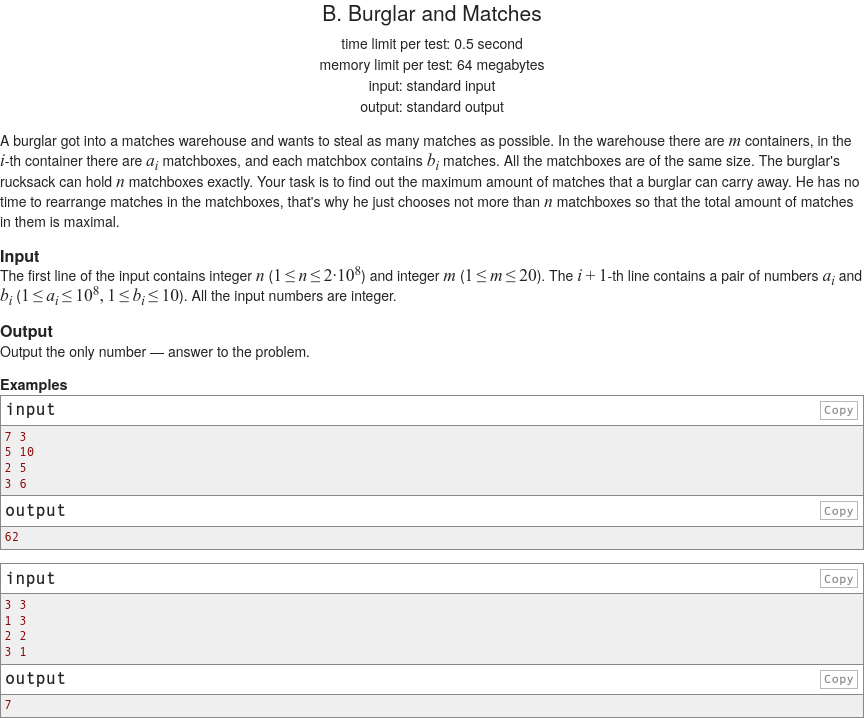 B. Burglar and Matches
time limit per test: 0.5 second
memory limit per test: 64 megabytes
input: standard input
output: standard output
A burglar got into a matches warehouse and wants to steal as many matches as possible. In the warehouse there are m containers, in the
i-th container there are a_i matchboxes, and each matchbox contains b_i matches. All the matchboxes are of the same size. The burglar's
rucksack can hold n matchboxes exactly. Your task is to find out the maximum amount of matches that a burglar can carry away. He has no
time to rearrange matches in the matchboxes, that's why he just chooses not more than n matchboxes so that the total amount of matches
in them is maximal.
Input
The first line of the input contains integer n (1 ≤ n ≤ 2·10^8) and integer m (1 ≤ m ≤ 20). The i + 1-th line contains a pair of numbers a_i and
b_i (1 ≤ a_i ≤ 10^8, 1 ≤ b_i ≤ 10). All the input numbers are integer.
Output
Output the only number — answer to the problem.
Examples
input Copy
7 3
5 10
2 5
3 6
output Copy
62
input Copy
3 3
1 3
2 2
3 1
output Copy
7